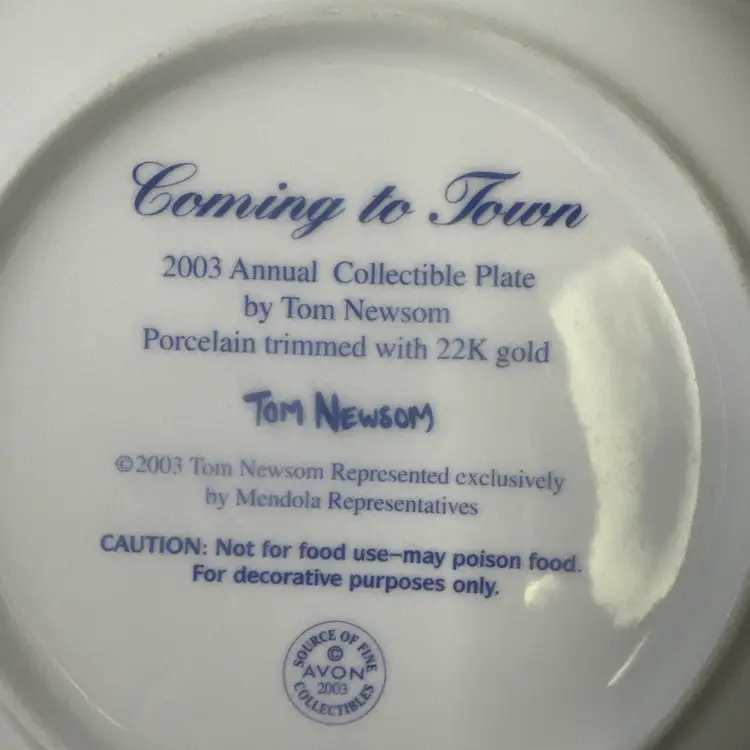 Coming to Town
2003 Annual Collectible Plate
by Tom Newsom
Porcelain trimmed with 22K gold
TOM NEWSOM
©2003 Tom Newsom Represented exclusively
by Mendola Representatives
CAUTION: Not for food use–may poison food.
For decorative purposes only.
SOURCE OF FINE
©
AVON
2003
COLLECTIBLES